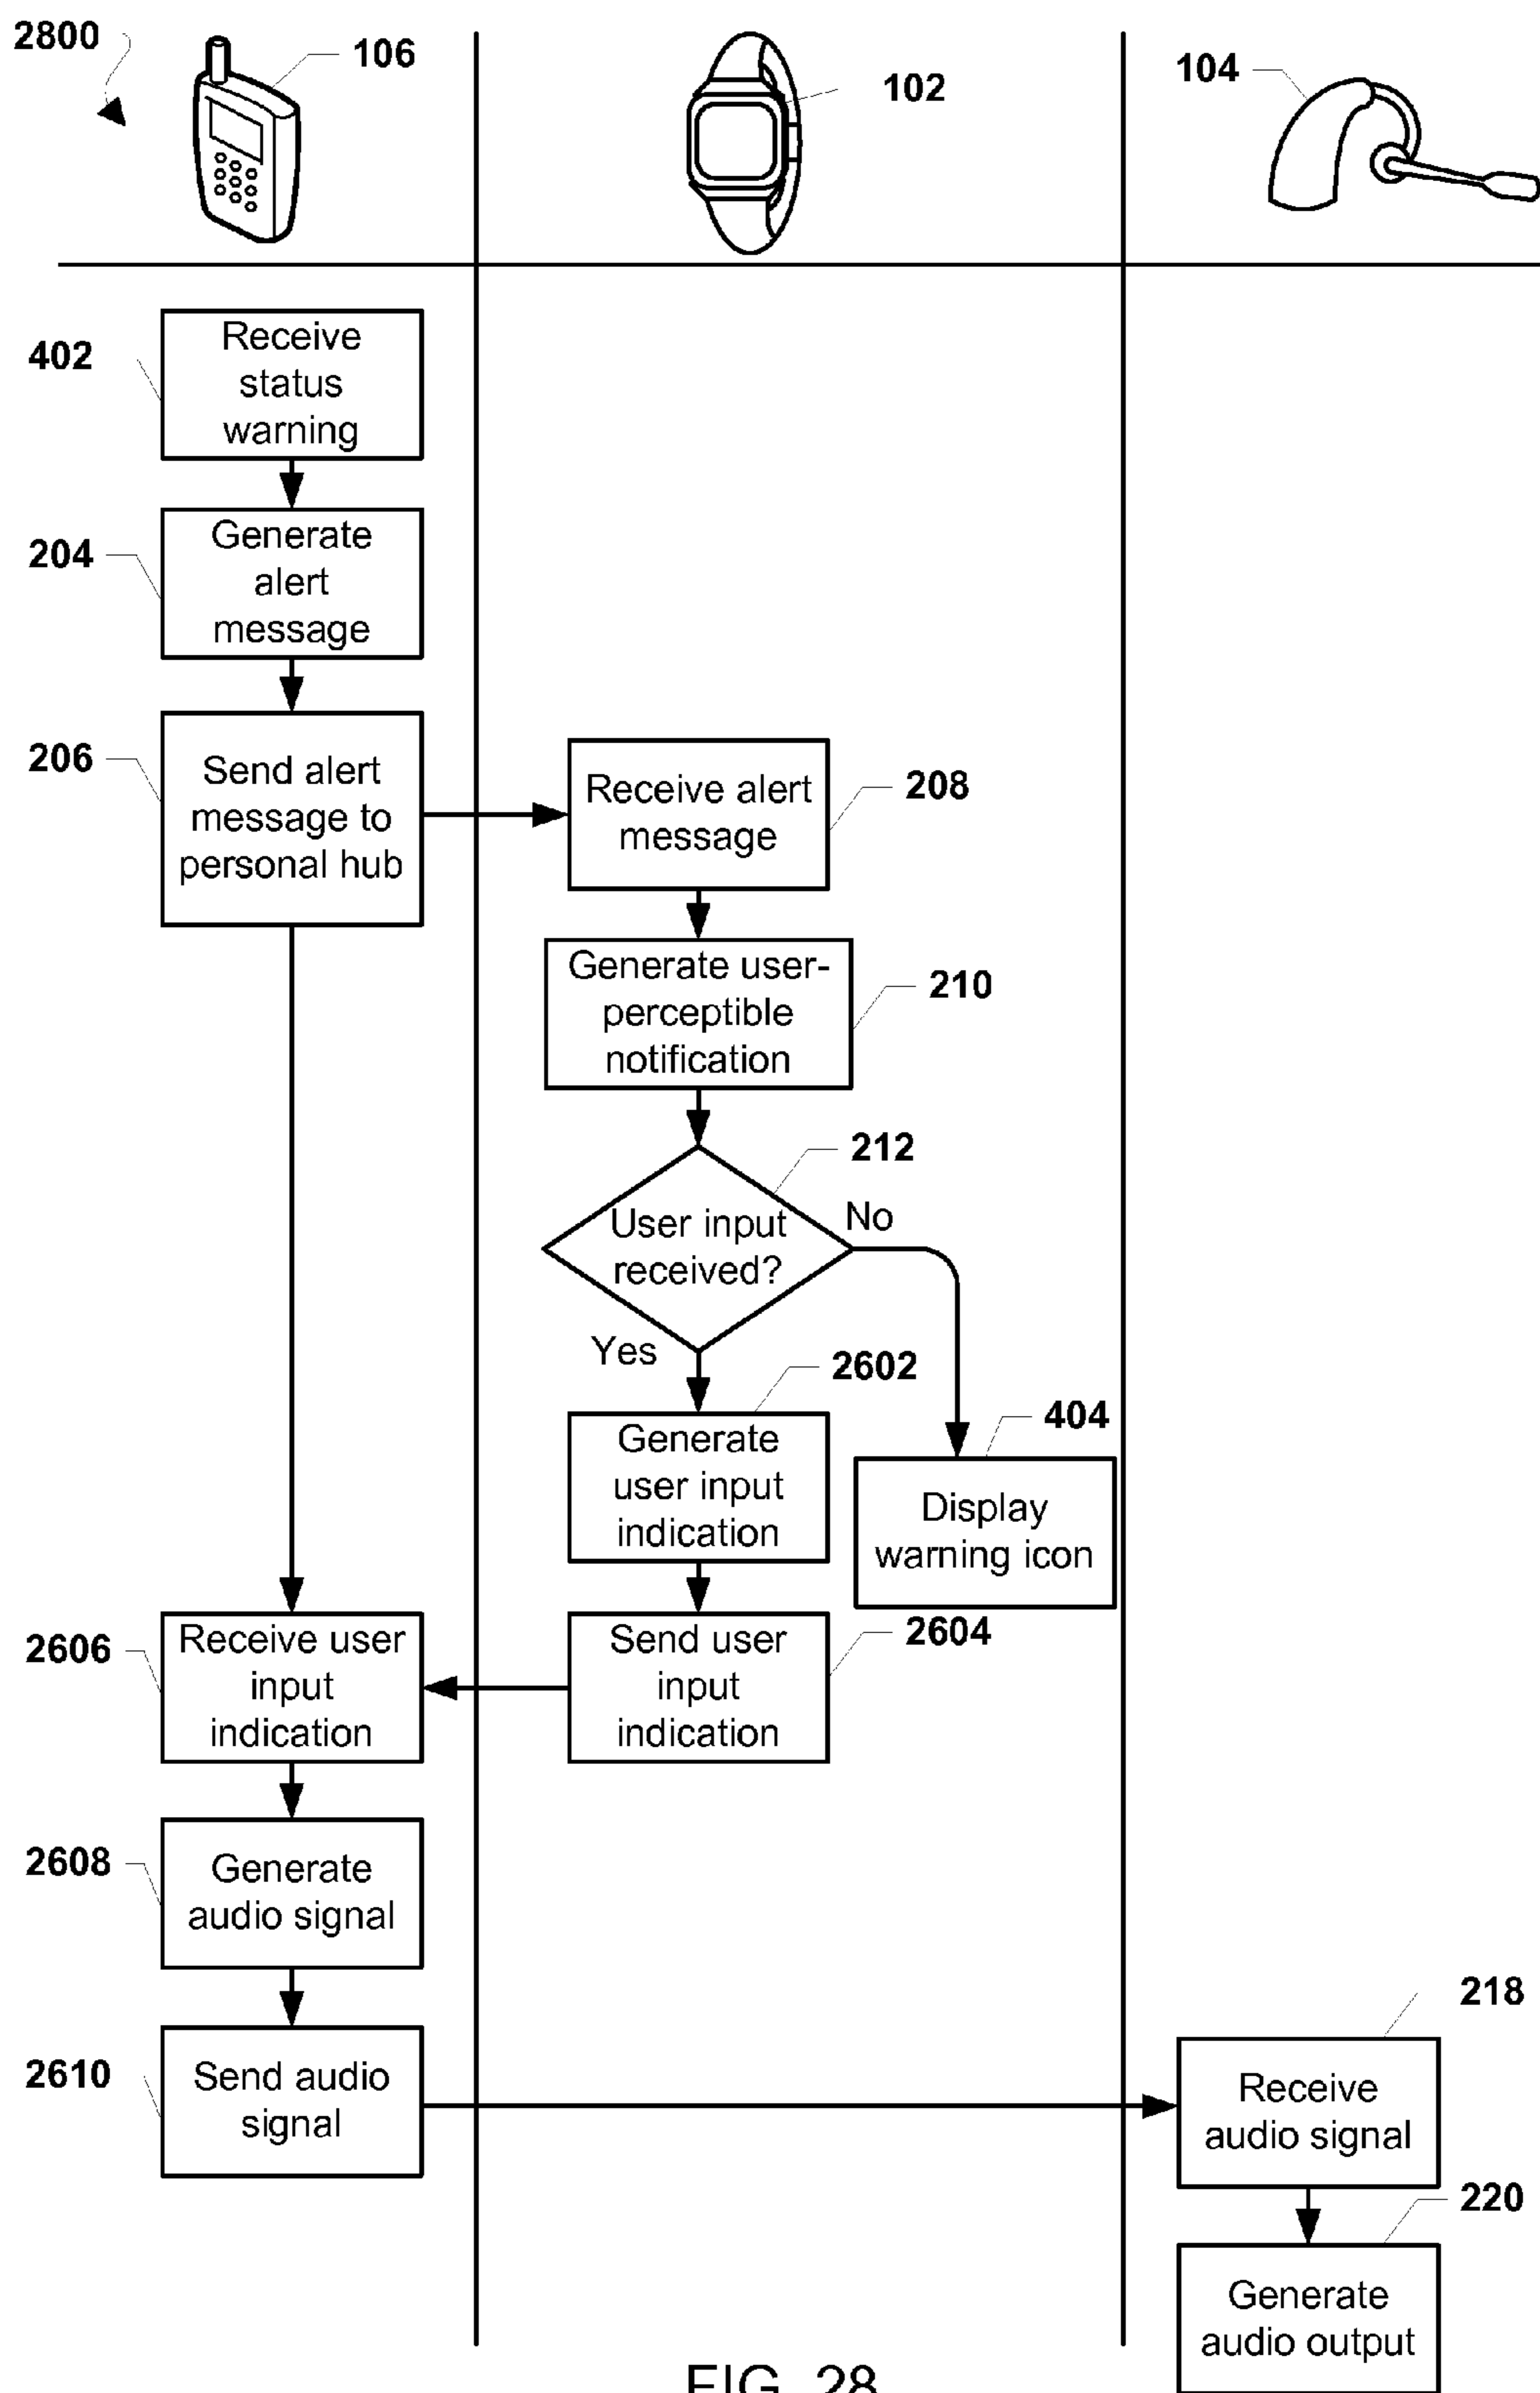 2800
106
102
104
402
Receive
status
warning
204
Generate
alert
message
206
Send alert
message to
personal hub
Receive alert
message
208
Generate user-
perceptible
notification
210
212
User input
received?
No
Yes
2602
Generate
user input
indication
404
Display
warning icon
2606
Receive user
input
indication
Send user
input
indication
2604
2608
Generate
audio signal
2610
Send audio
signal
218
Receive
audio signal
220
Generate
audio output
FIG. 28